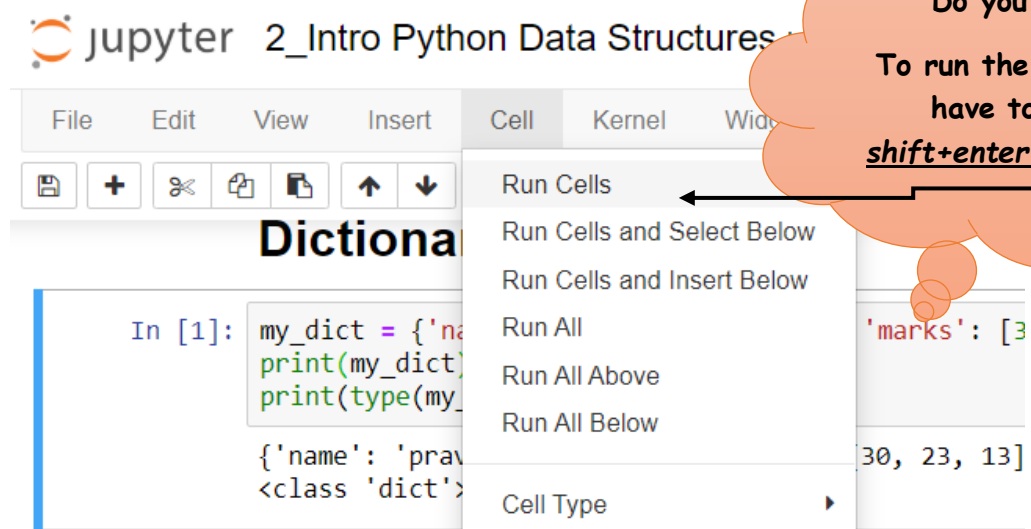 Do you
jupyter 2_Intro Python Data Structures
To run the
have to
shift+enter
File Edit View Insert Cell Kernel
Run Cells
Dictiona
Run Cells and Select Below
Run Cells and Insert Below
In [1]: my_dict = {'na 'marks': [3
Run All
print(my_dict)
Run All Above
print(type(my_
Run All Below
{'name': 'prav 30, 23, 13]
<class 'dict'>
Cell Type